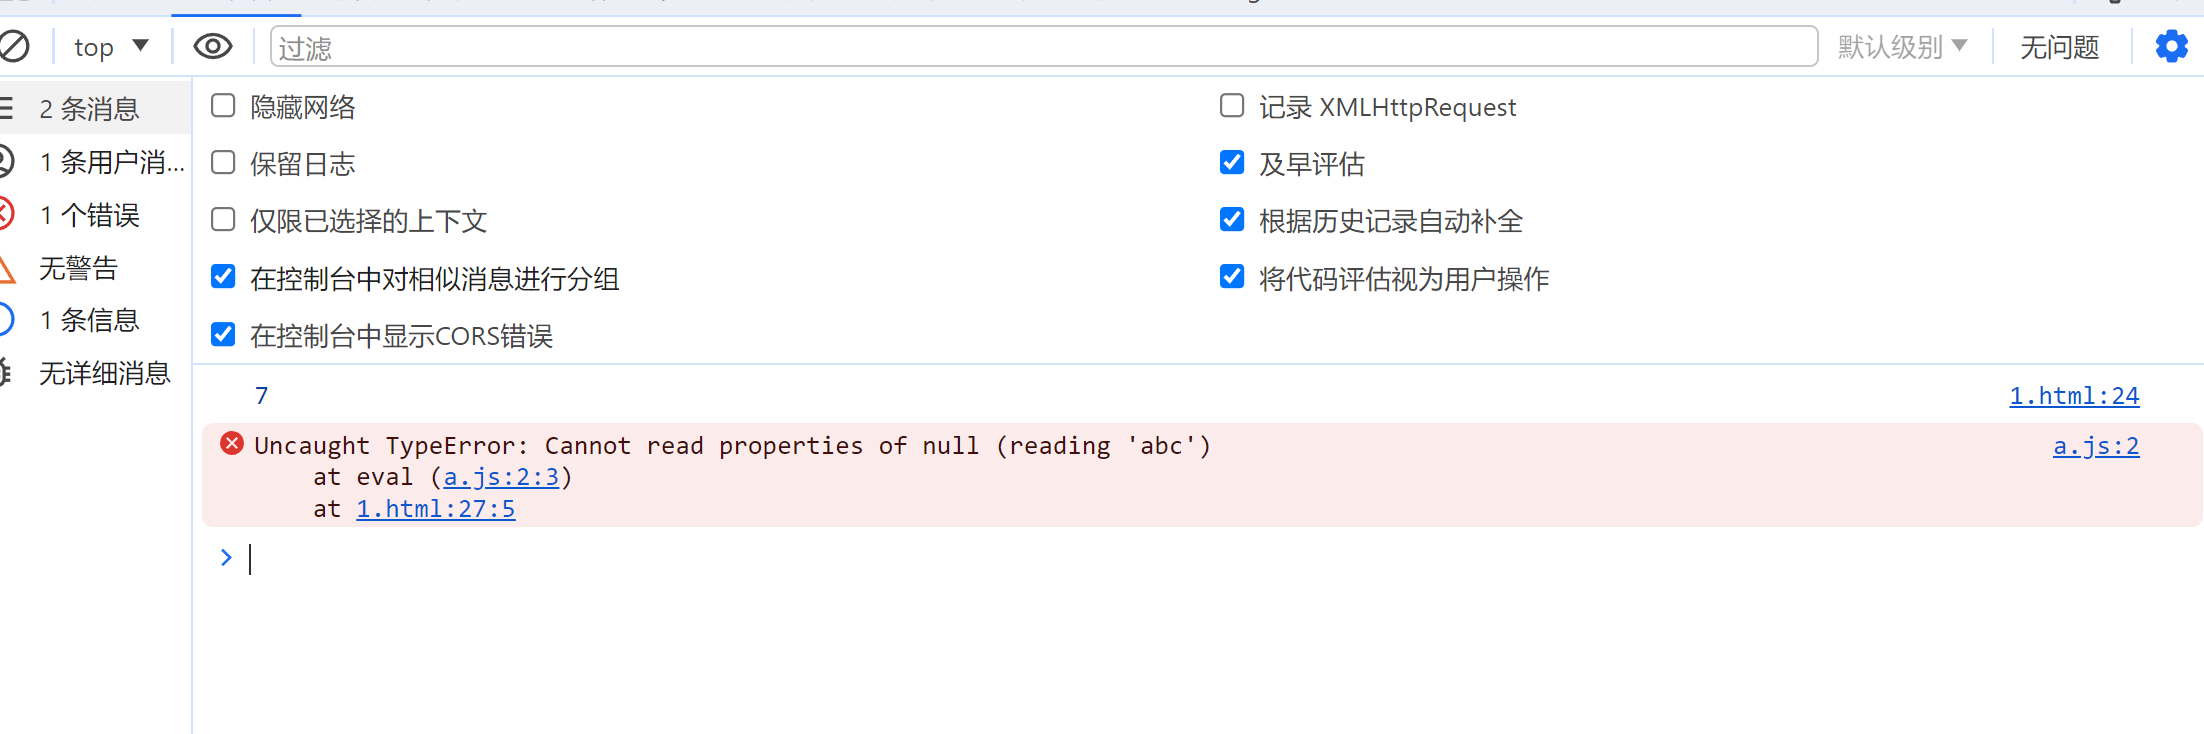 top
过滤
默认级别
无问题
2 条消息
1 条用户消...
1 个错误
无警告
1 条信息
无详细消息
隐藏网络
保留日志
仅限已选择的上下文
在控制台中对相似消息进行分组
在控制台中显示CORS错误
记录 XMLHttpRequest
及早评估
根据历史记录自动补全
将代码评估视为用户操作
7 1.html:24
Uncaught TypeError: Cannot read properties of null (reading 'abc') a.js:2
at eval (a.js:2:3)
at 1.html:27:5
>